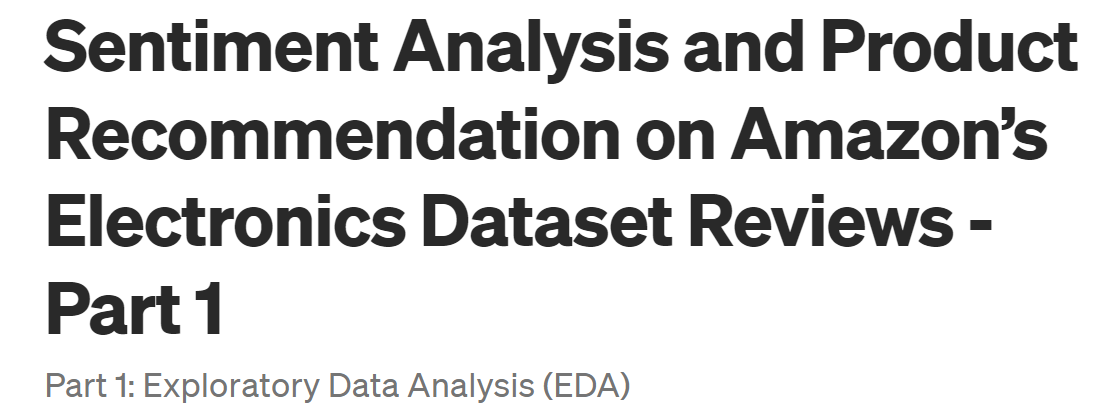 Sentiment Analysis and Product
Recommendation on Amazon’s
Electronics Dataset Reviews -
Part 1
Part 1: Exploratory Data Analysis (EDA)